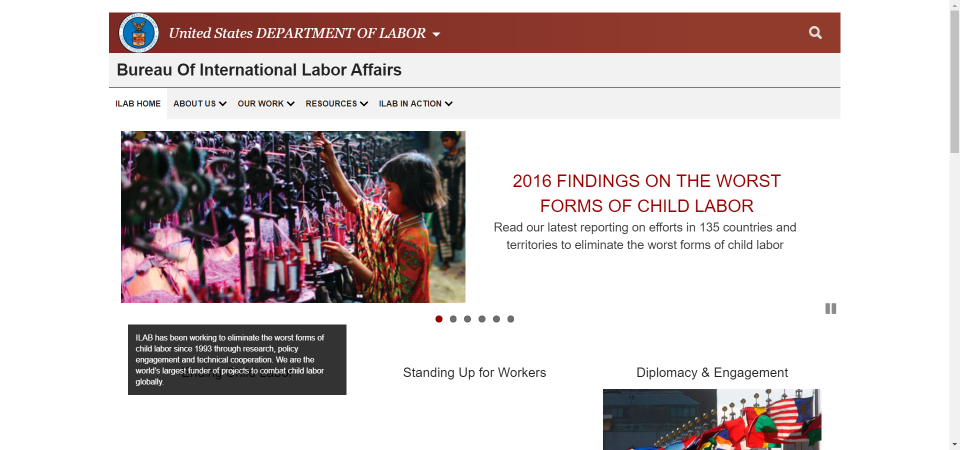 United States DEPARTMENT OF LABOR
Bureau Of International Labor Affairs
ILAB HOME ABOUT US OUR WORK RESOURCES ILAB IN ACTION
2016 FINDINGS ON THE WORST
FORMS OF CHILD LABOR
Read our latest reporting on efforts in 135 countries and
territories to eliminate the worst forms of child labor
ILAB has been working to eliminate the worst forms of
child labor since 1993 through research, policy
engagement and technical cooperation. We are the
world's largest funder of projects to combat child labor
globally.
Standing Up for Workers
Diplomacy & Engagement